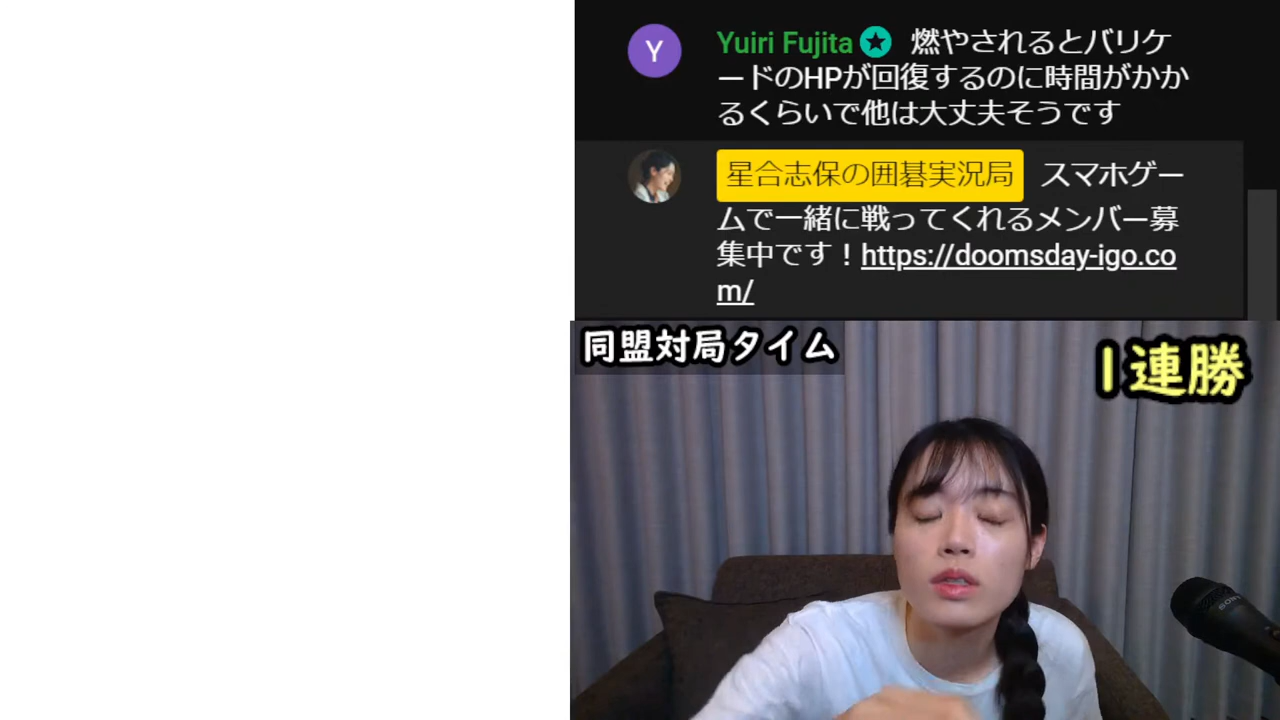 Y
Yuiri Fujita 燃やされるとバリケ
ードのHPが回復するのに時間がかか
るくらいで他は大丈夫そうです
星合志保の囲碁実況局 スマホゲー
ムで一緒に戦ってくれるメンバー募
集中です！https://doomsday-igo.co
m/
同盟対局タイム
1連勝
SONY